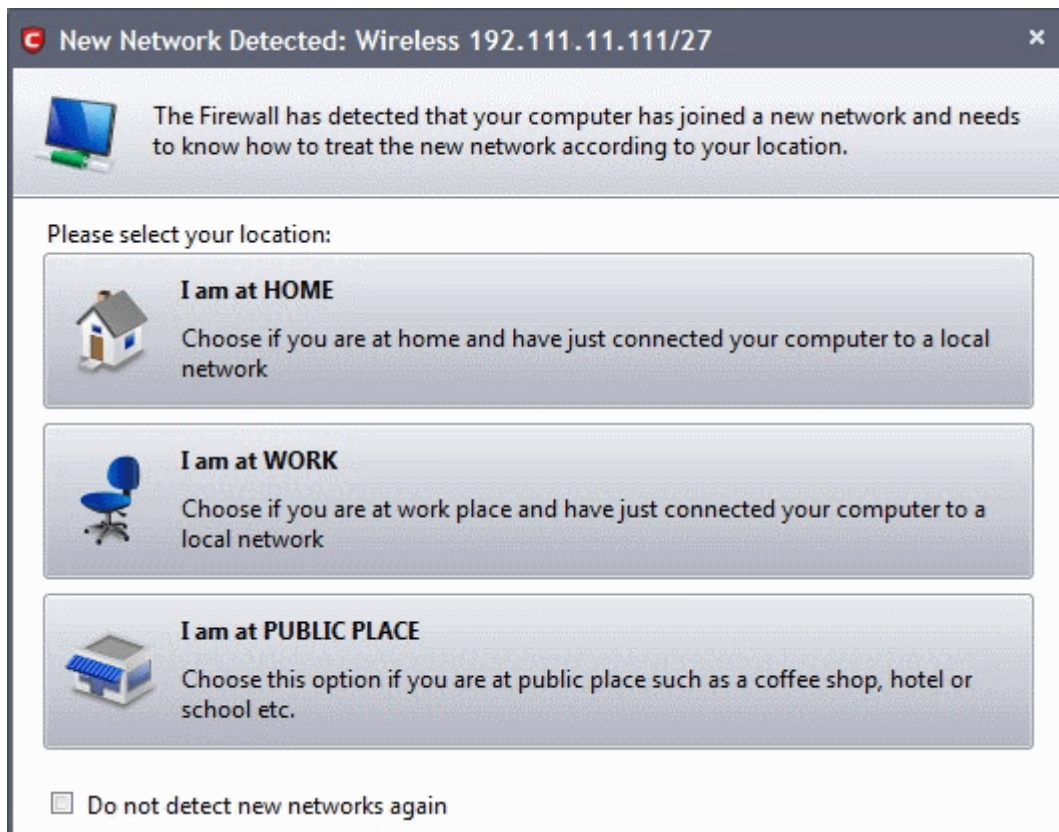 New Network Detected: Wireless 192.111.11.111/27
The Firewall has detected that your computer has joined a new network and needs
to know how to treat the new network according to your location.
Please select your location:
I am at HOME
Choose if you are at home and have just connected your computer to a local
network
I am at WORK
Choose if you are at work place and have just connected your computer to a
local network
I am at PUBLIC PLACE
Choose this option if you are at public place such as a coffee shop, hotel or
school etc.
Do not detect new networks again